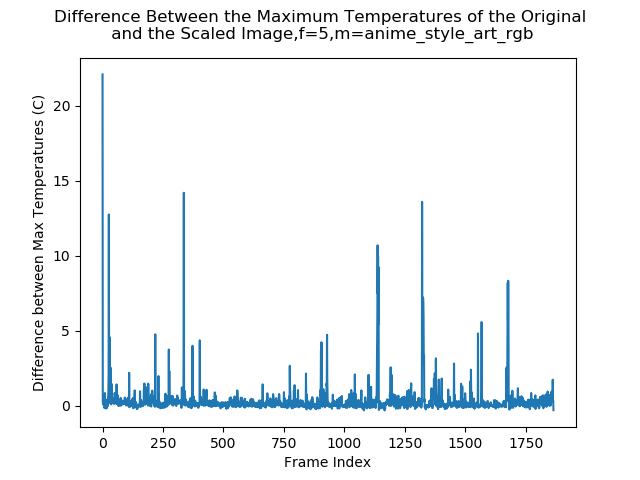 Difference Between the Maximum Temperatures of the Original
and the Scaled Image,f=5,m=anime_style_art_rgb
Difference between Max Temperatures (C)
20
15
10
5
0
0 250 500 750 1000 1250 1500 1750
Frame Index